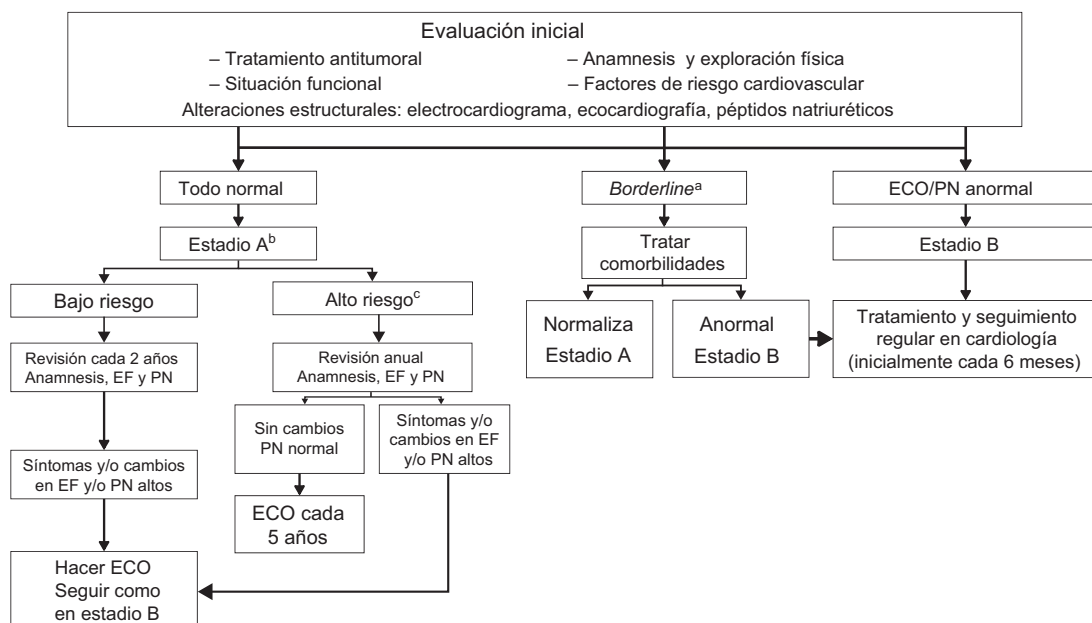 Evaluación inicial
– Tratamiento antitumoral
– Anamnesis y exploración física
– Situación funcional
– Factores de riesgo cardiovascular
Alteraciones estructurales: electrocardiograma, ecocardiografía, péptidos natriuréticos
Todo normal
Borderlineª
ECO/PN anormal
Estadio Aᵇ
Tratar
comorbilidades
Estadio B
Bajo riesgo
Alto riesgoᶜ
Normaliza
Estadio A
Anormal
Estadio B
Tratamiento y seguimiento
regular en cardiología
(inicialmente cada 6 meses)
Revisión cada 2 años
Anamnesis, EF y PN
Revisión anual
Anamnesis, EF y PN
Sin cambios
PN normal
Síntomas y/o
cambios en EF
y/o PN altos
Síntomas y/o cambios
en EF y/o PN altos
ECO cada
5 años
Hacer ECO
Seguir como
en estadio B